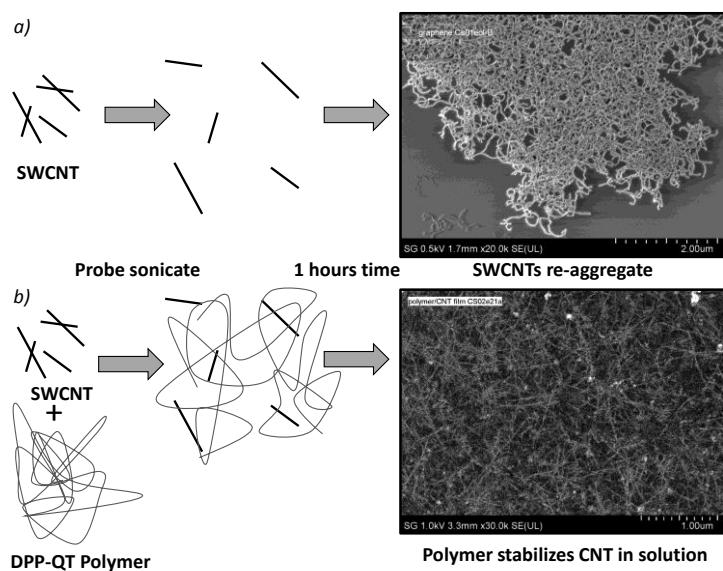 a)
graphene Cs01eol-B
SWCNT
SG 0.5kV 1.7mm x20.0k SE(UL)
2.00um
Probe sonicate
1 hours time
SWCNTs re-aggregate
b)
polymer/CNT film CS02e21a
SWCNT
+
DPP-QT Polymer
SG 1.0kV 3.3mm x30.0k SE(UL)
1.00um
Polymer stabilizes CNT in solution